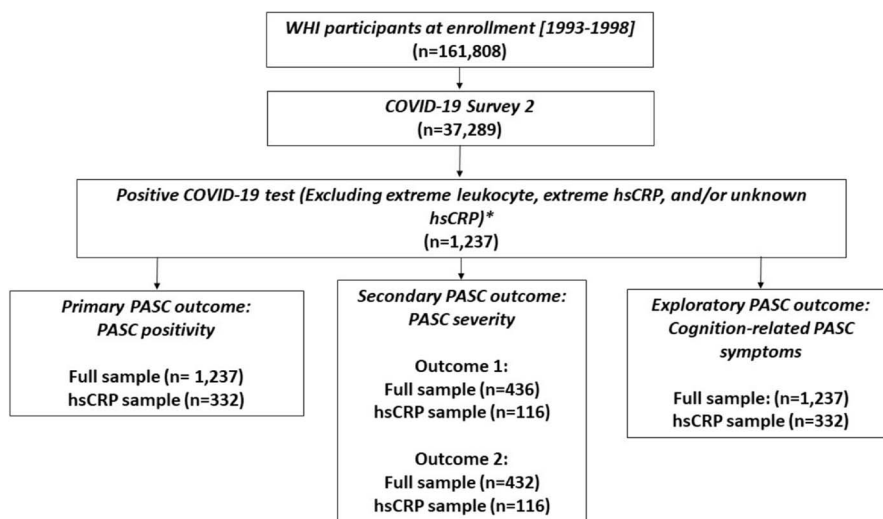 WHI participants at enrollment [1993-1998]
(n=161,808)
COVID-19 Survey 2
(n=37,289)
Positive COVID-19 test (Excluding extreme leukocyte, extreme hsCRP, and/or unknown
hsCRP)*
(n=1,237)
Primary PASC outcome:
PASC positivity
Full sample (n= 1,237)
hsCRP sample (n=332)
Secondary PASC outcome:
PASC severity
Outcome 1:
Full sample (n=436)
hsCRP sample (n=116)
Outcome 2:
Full sample (n=432)
hsCRP sample (n=116)
Exploratory PASC outcome:
Cognition-related PASC
symptoms
Full sample: (n=1,237)
hsCRP sample (n=332)